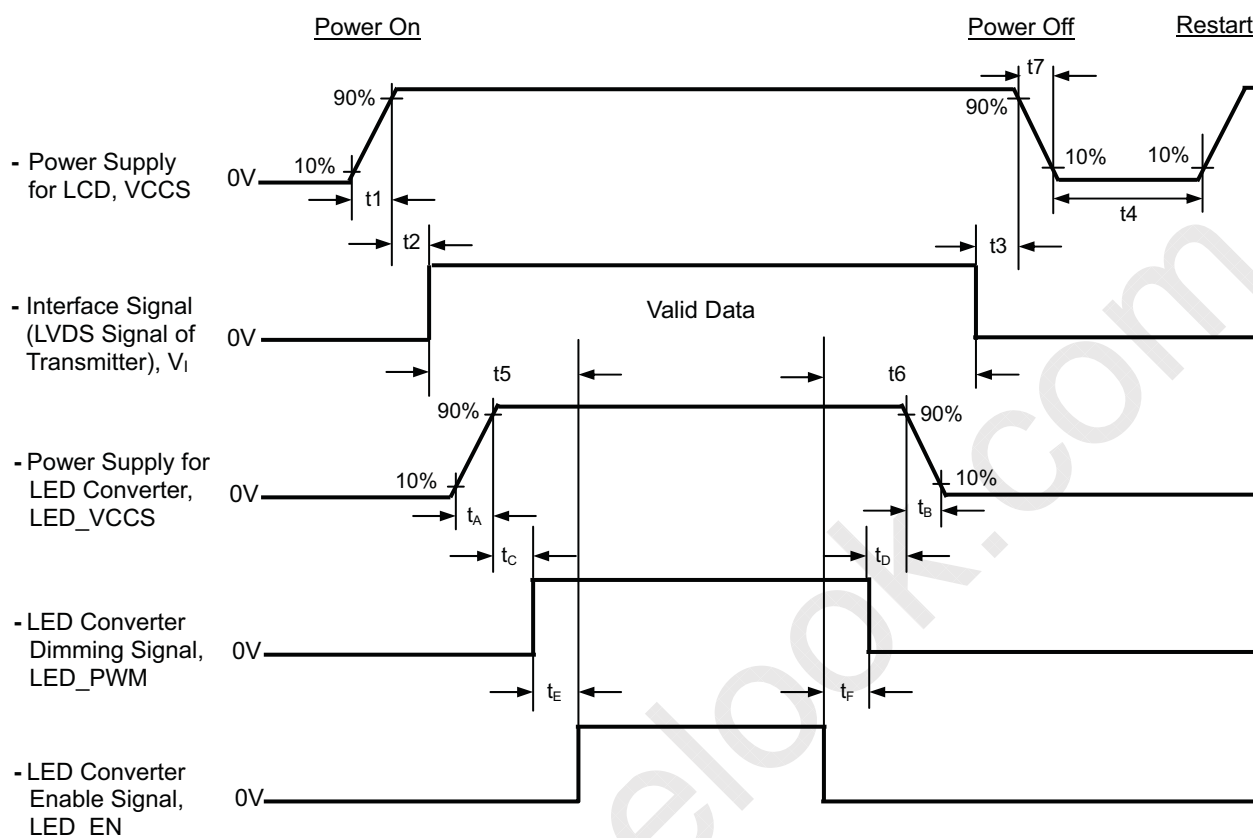 Power On
Power Off
Restart
t7
90%
90%
10%
10%
10%
- Power Supply
for LCD, VCCS
0V
t1
t4
t2
t3
- Interface Signal
(LVDS Signal of
Transmitter), VI
0V
Valid Data
t5
t6
90%
90%
- Power Supply for
LED Converter,
LED_VCCS
0V
10%
10%
tA
tB
tC
tD
- LED Converter
Dimming Signal,
LED_PWM
0V
tE
tF
- LED Converter
Enable Signal,
LED_EN
0V
elook.com